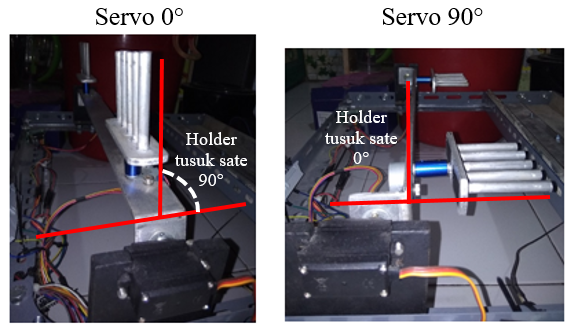 Servo 0°
Servo 90°
Holder
tusuk sate
90°
Holder
tusuk sate
0°